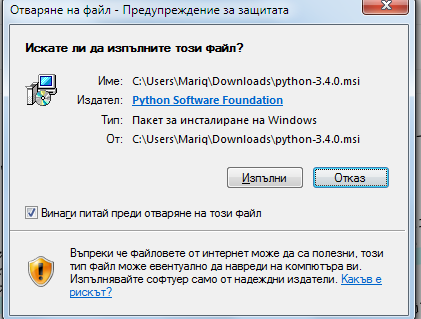 Отваряне на файл - Предупреждение за защитата
Искате ли да изпълните този файл?
Име: C:\Users\Mariq\Downloads\python-3.4.0.msi
Издател: Python Software Foundation
Тип: Пакет за инсталиране на Windows
От: C:\Users\Mariq\Downloads\python-3.4.0.msi
Изпълни Отказ
Винаги питай преди отваряне на този файл
Въпреки че файловете от интернет може да са полезни, този
тип файл може евентуално да навреди на компютъра ви.
Изпълнявайте софтуер само от надеждни издатели. Какъв е
рискът?